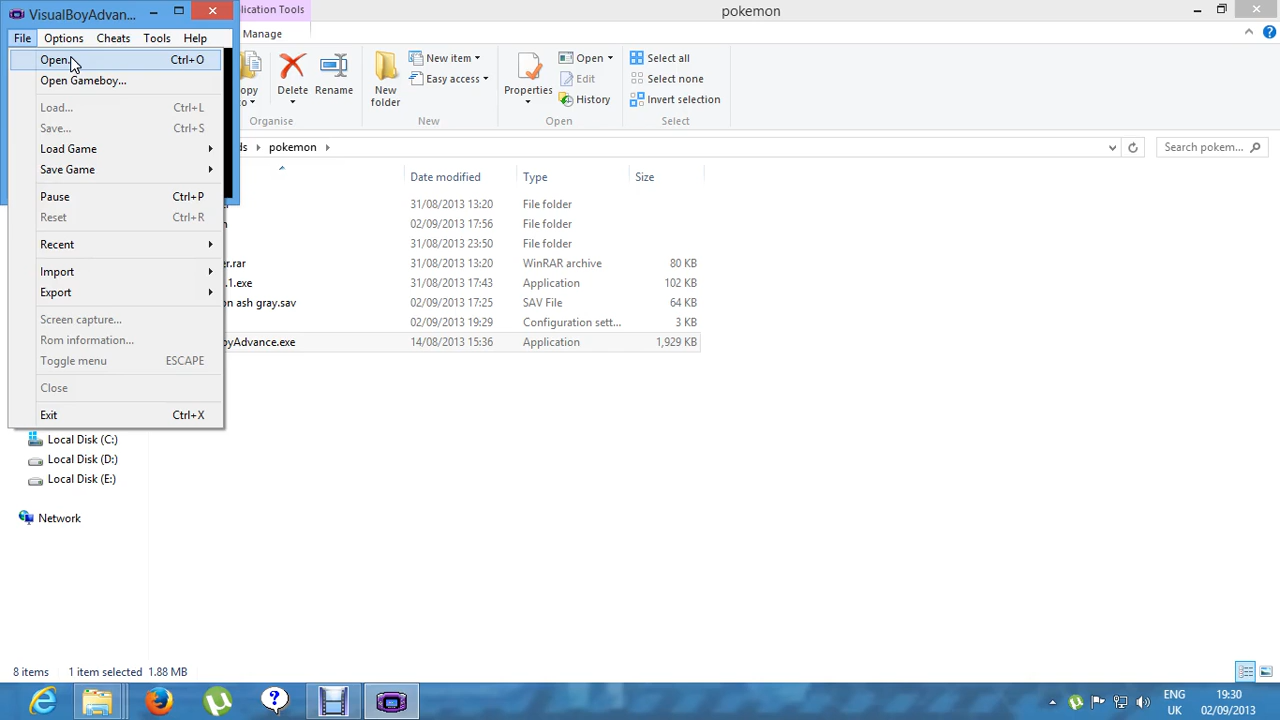 VisualBoyAdvan...
Application Tools
pokemon
File Options Cheats Tools Help
Manage
Open... Ctrl+O
Open Gameboy...
Load... Ctrl+L
Save... Ctrl+S
Load Game
Save Game
Pause Ctrl+P
Reset Ctrl+R
Recent
Import
Export
Screen capture...
Rom information...
Toggle menu ESCAPE
Close
Exit Ctrl+X
Delete
Rename
New folder
New item
Easy access
Properties
Open
Edit
History
Select all
Select none
Invert selection
Organise New Open Select
pokemon
Search pokem...
Date modified Type Size
31/08/2013 13:20 File folder
02/09/2013 17:56 File folder
31/08/2013 23:50 File folder
er.rar 31/08/2013 13:20 WinRAR archive 80 KB
.1.exe 31/08/2013 17:43 Application 102 KB
on ash gray.sav 02/09/2013 17:25 SAV File 64 KB
02/09/2013 19:29 Configuration sett... 3 KB
oyAdvance.exe 14/08/2013 15:36 Application 1,929 KB
Local Disk (C:)
Local Disk (D:)
Local Disk (E:)
Network
8 items 1 item selected 1.88 MB
ENG 19:30
UK 02/09/2013